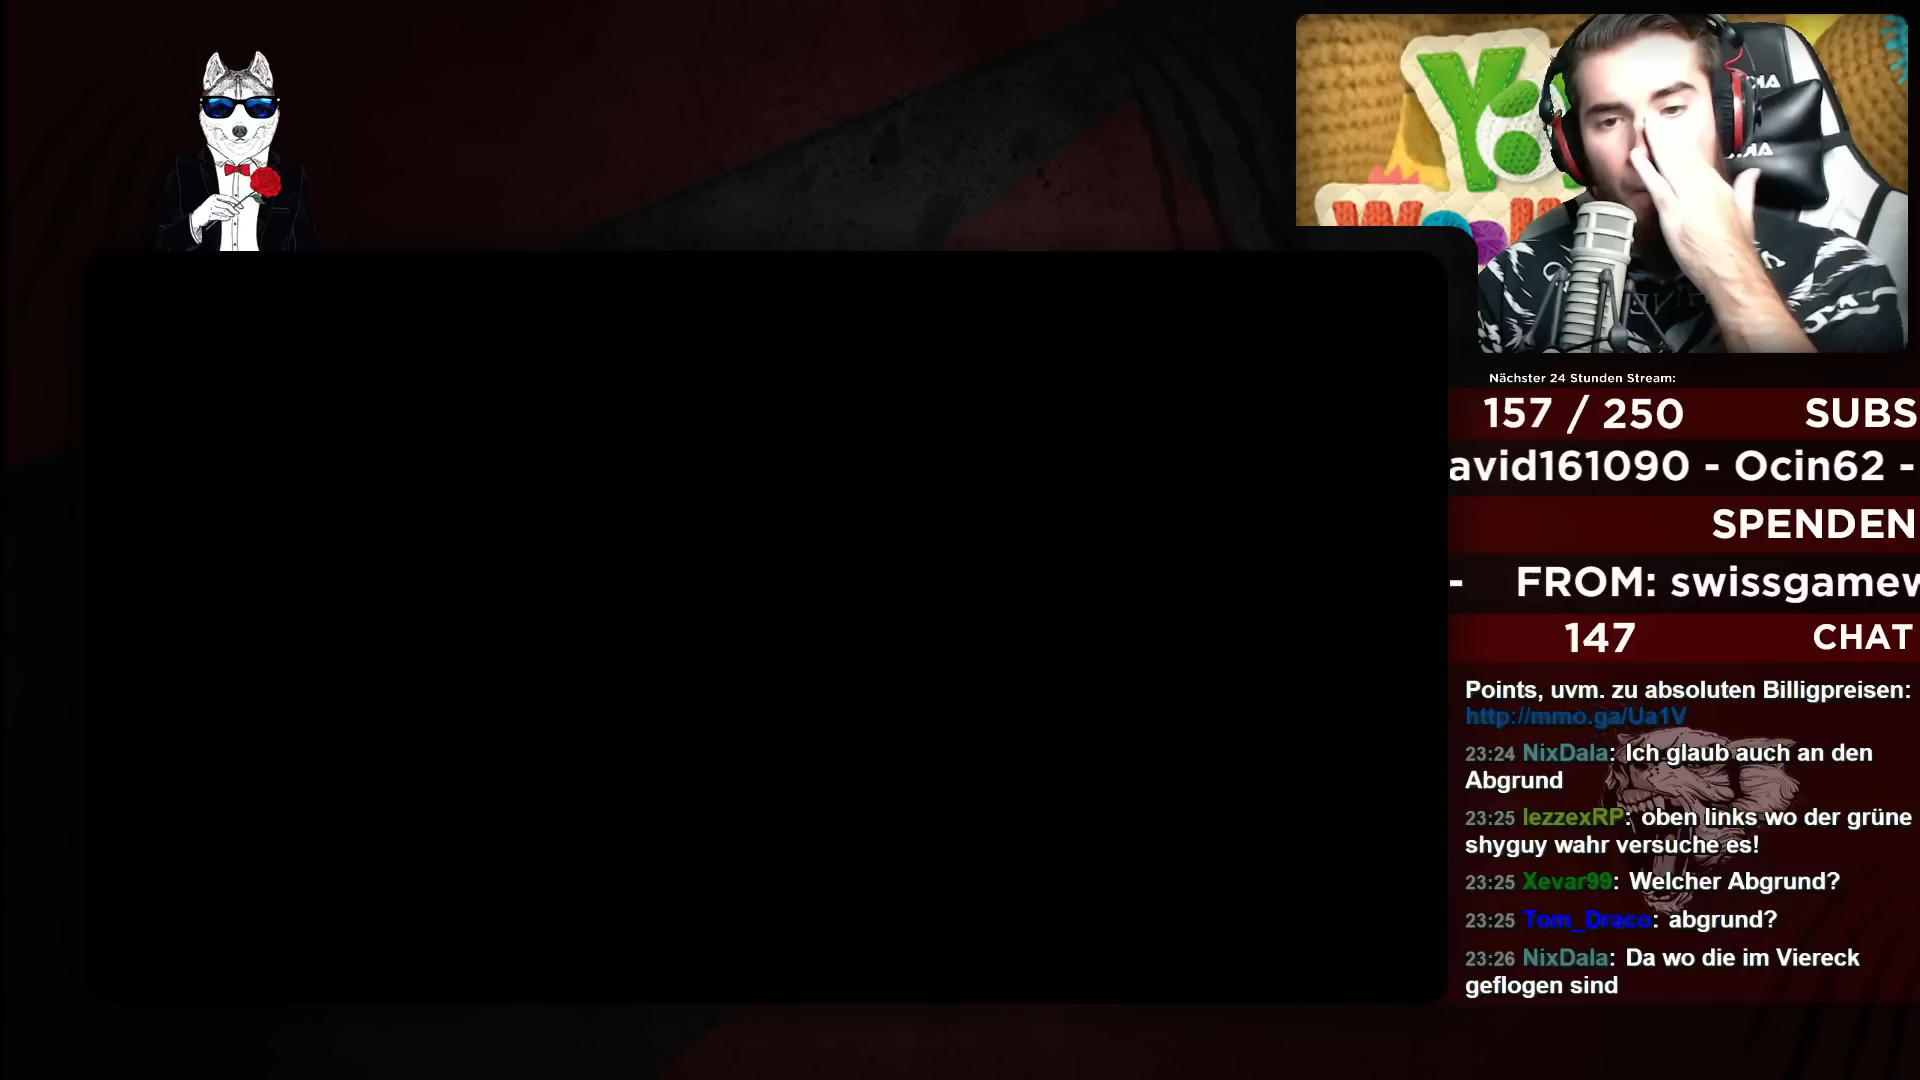 Nächster 24 Stunden Stream:
157 / 250 SUBS
avid161090 - Ocin62 -
SPENDEN
- FROM: swissgamew
147 CHAT
Points, uvm. zu absoluten Billigpreisen:
http://mmo.ga/Ua1V
23:24 NixDala: Ich glaub auch an den
Abgrund
23:25 lezzexRP: oben links wo der grüne
shyguy wahr versuche es!
23:25 Xevar99: Welcher Abgrund?
23:25 Tom_Draco: abgrund?
23:26 NixDala: Da wo die im Viereck
geflogen sind